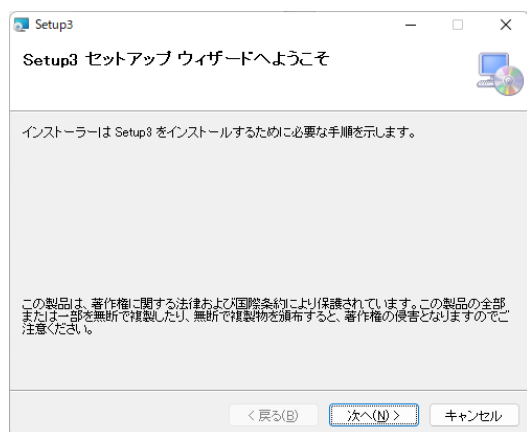 Setup3
Setup3 セットアップ ウィザードへようこそ
インストーラーは Setup3 をインストールするために必要な手順を示します。
この製品は、著作権に関する法律および国際条約により保護されています。この製品の全部
または一部を無断で複製したり、無断で複製物を頒布すると、著作権の侵害となりますのでご
注意ください。
< 戻る(B)
次へ(N) >
キャンセル